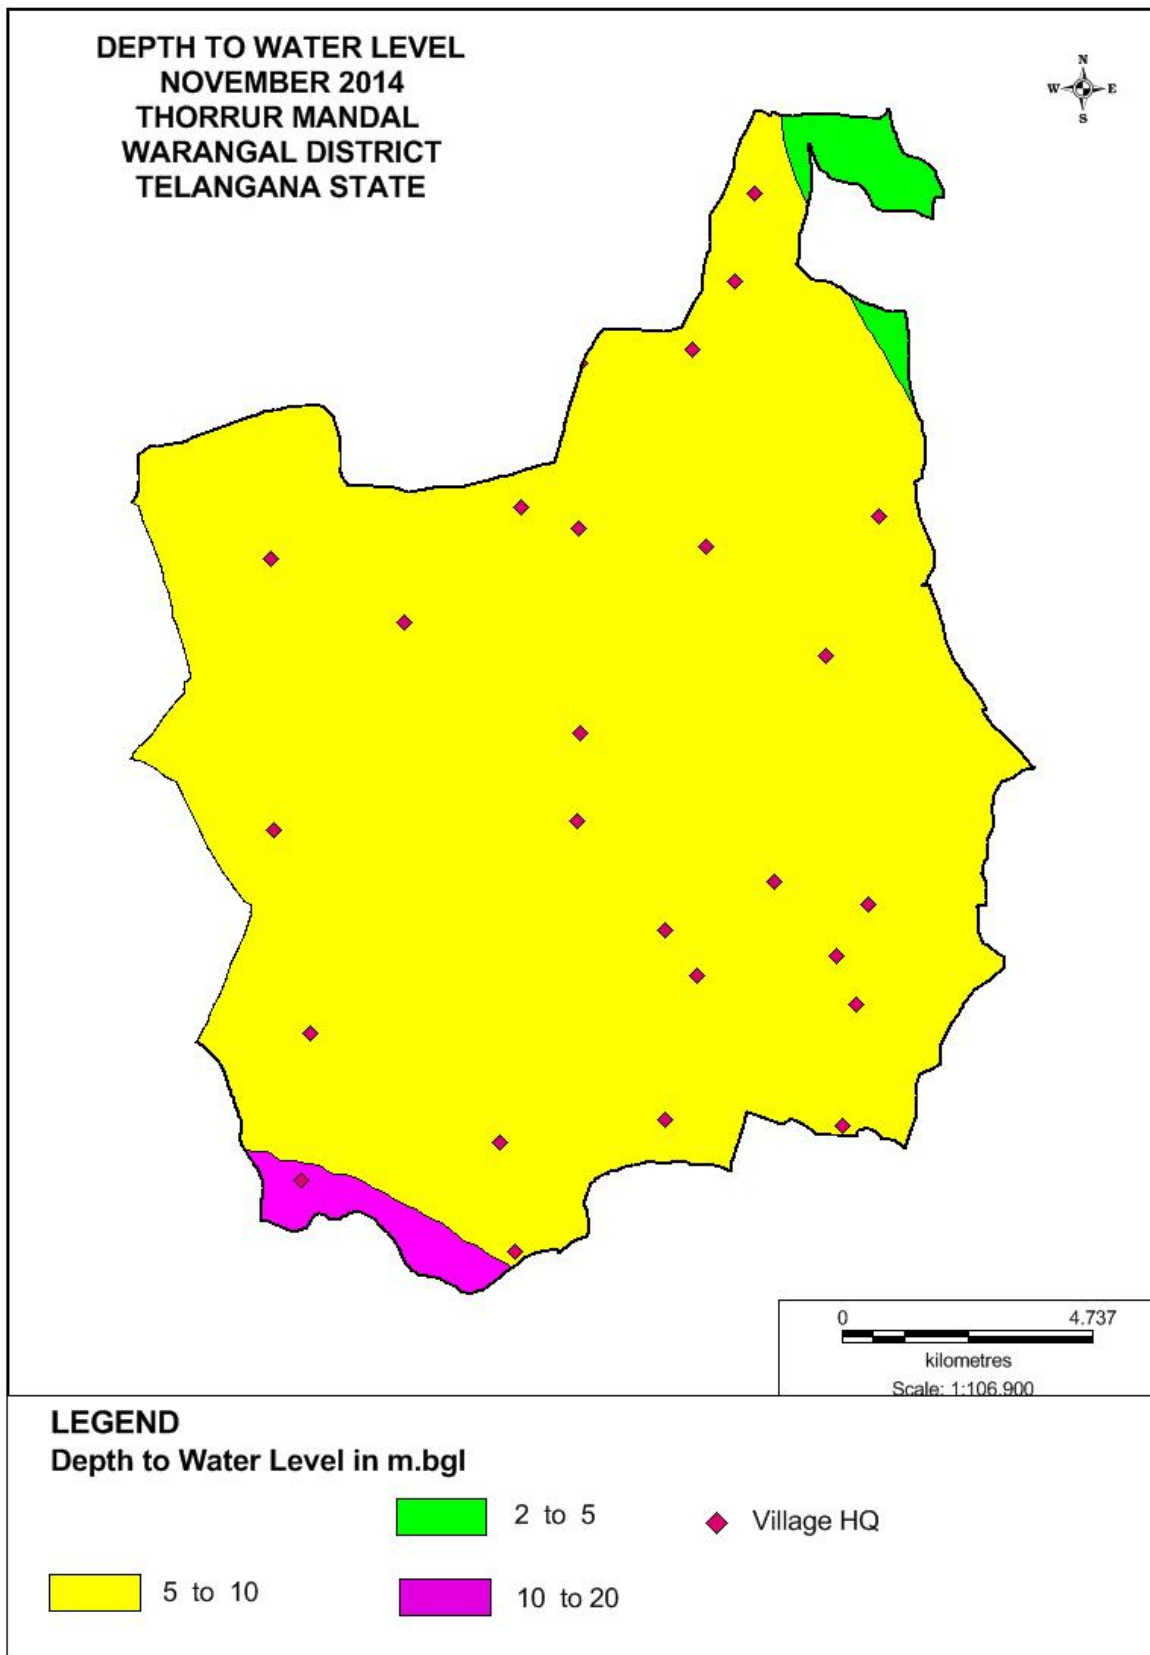 DEPTH TO WATER LEVEL
NOVEMBER 2014
THORRUR MANDAL
WARANGAL DISTRICT
TELANGANA STATE
N
W E
S
0 4.737
kilometres
Scale: 1:106,900
LEGEND
Depth to Water Level in m.bgl
2 to 5
Village HQ
5 to 10
10 to 20